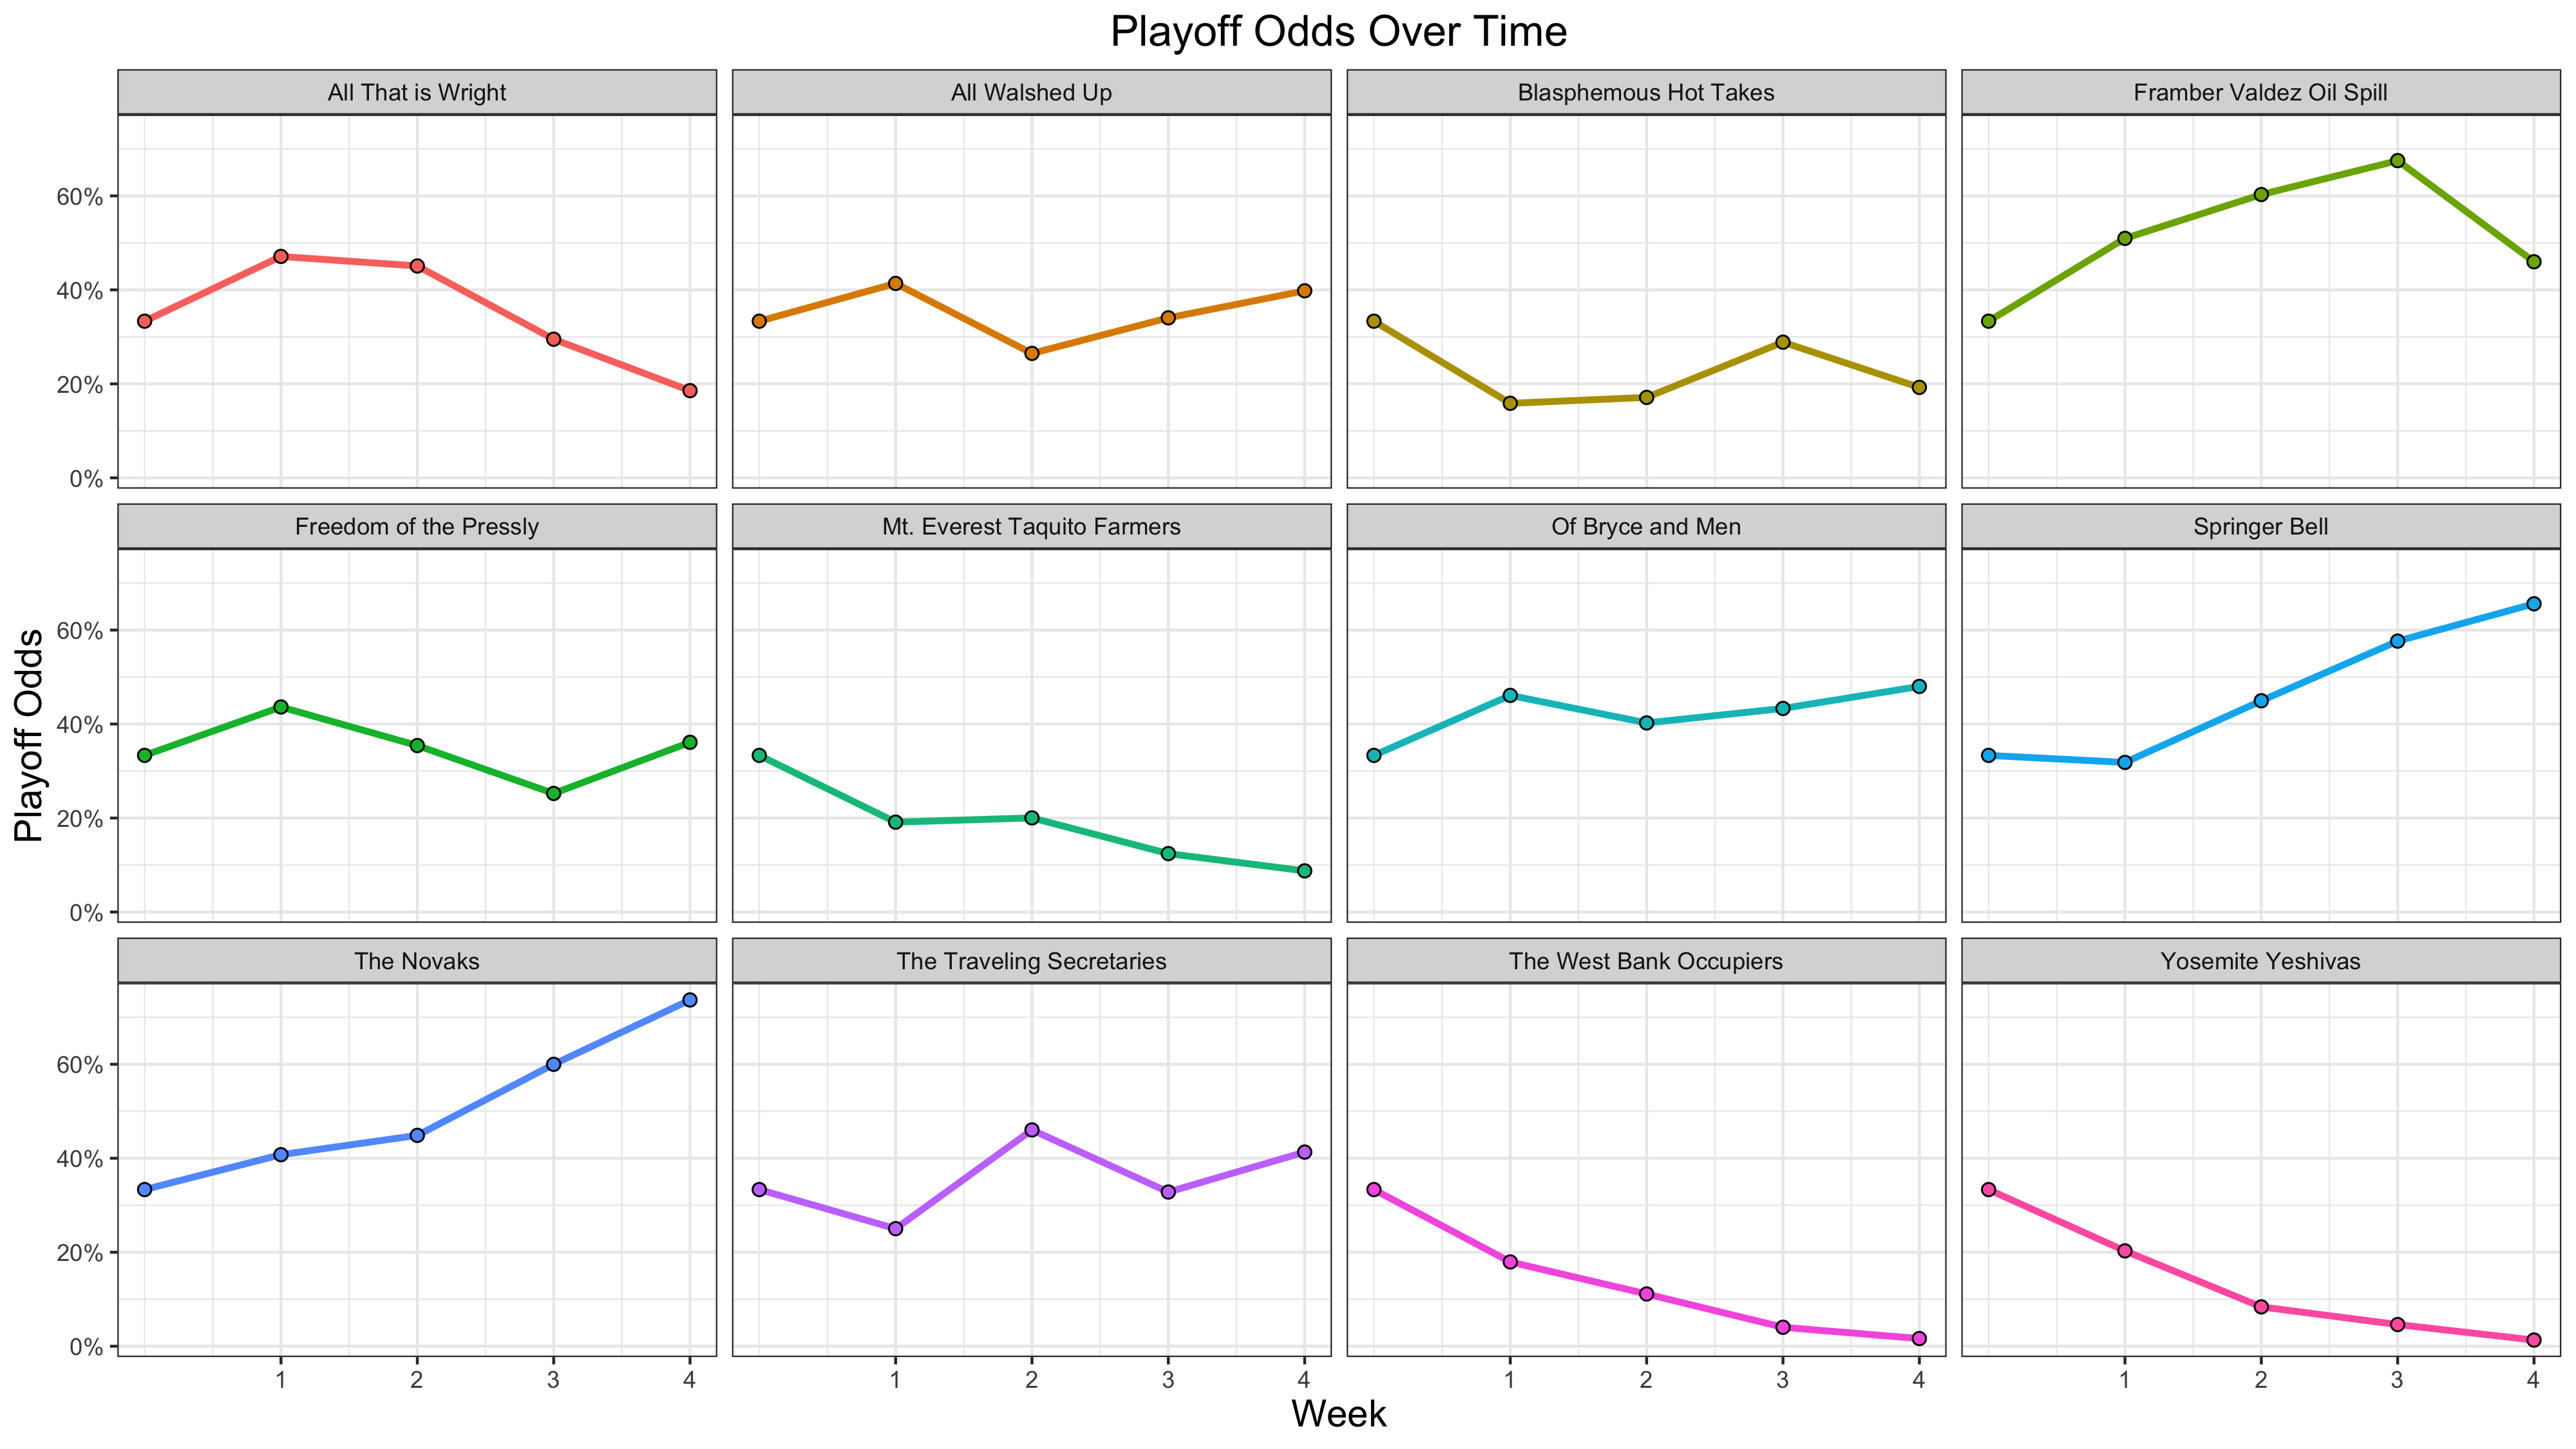 Playoff Odds Over Time
All That is Wright
All Walshed Up
Blasphemous Hot Takes
Framber Valdez Oil Spill
60%
40%
20%
0%
Freedom of the Pressly
Mt. Everest Taquito Farmers
Of Bryce and Men
Springer Bell
Playoff Odds
60%
40%
20%
0%
The Novaks
The Traveling Secretaries
The West Bank Occupiers
Yosemite Yeshivas
60%
40%
20%
0%
1 2 3 4
1 2 3 4
1 2 3 4
1 2 3 4
Week